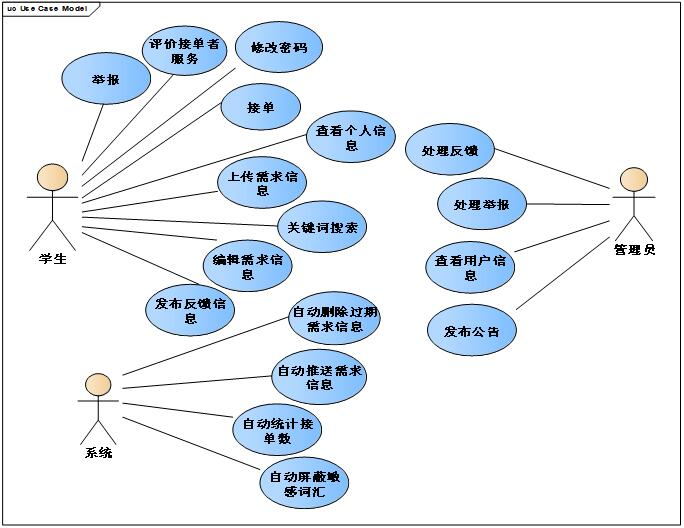 uc Use Case Model
举报
评价接单者
服务
修改密码
接单
查看个人信
息
上传需求信
息
关键词搜索
编辑需求信
息
发布反馈信
息
学生
处理反馈
处理举报
查看用户信
息
发布公告
管理员
自动删除过期
需求信息
自动推送需求
信息
自动统计接
单数
自动屏蔽敏
感词汇
系统